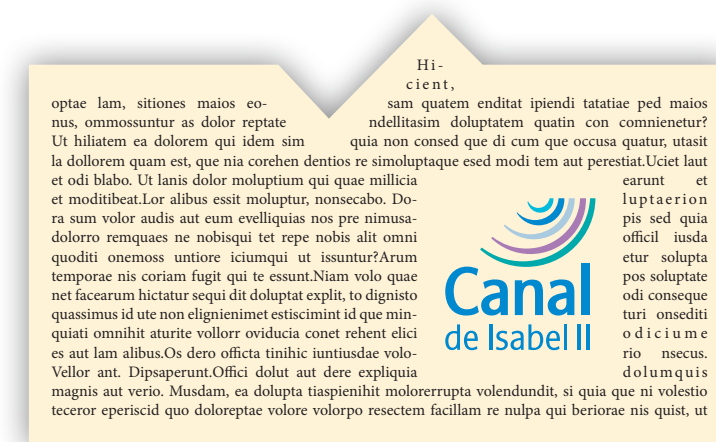 Hi-
cient,
optae lam, sitiones maios eo- sam quatem enditat ipiendi tatatiae ped maios
nus, ommossuntur as dolor reptate ndellitasim doluptatem quatin con comnienetur?
Ut hiliatem ea dolorem qui idem sim quia non consed que di cum que occusa quatur, utasit
la dollorem quam est, que nia corehen dentios re simoluptaque esed modi tem aut perestiat.Uciet laut
et odi blabo. Ut lanis dolor moluptium qui quae millicia earunt et
et moditibeat.Lor alibus essit moluptur, nonsecabo. Do- luptaerion
ra sum volor audis aut eum evelliquias nos pre nimusa- pis sed quia
dolorro remquaes ne nobisqui tet repe nobis alit omni officil iusda
quoditi onemoss untiore iciumqui ut issuntur?Arum etur solupta
temporae nis coriam fugit qui te essunt.Niam volo quae pos soluptate
net facearum hictatur sequi dit doluptat explit, to dignisto odi conseque
quassimus id ute non elignienimet estiscimint id que min- turi onsediti
quiati omnihit aturite vollorr oviducia conet rehent elici odiciume
es aut lam alibus.Os dero officta tinihic iuntiusdae volo- rio nsecus.
Vellor ant. Dipsaperunt.Offici dolut aut dere expliquia dolumquis
Canal
de Isabel II
magnis aut verio. Musdam, ea dolupta tiaspienihit molorerrupta volendundit, si quia que ni volestio
teceror eperiscid quo doloreptae volore volorpo resectem facillam re nulpa qui beriorae nis quist, ut